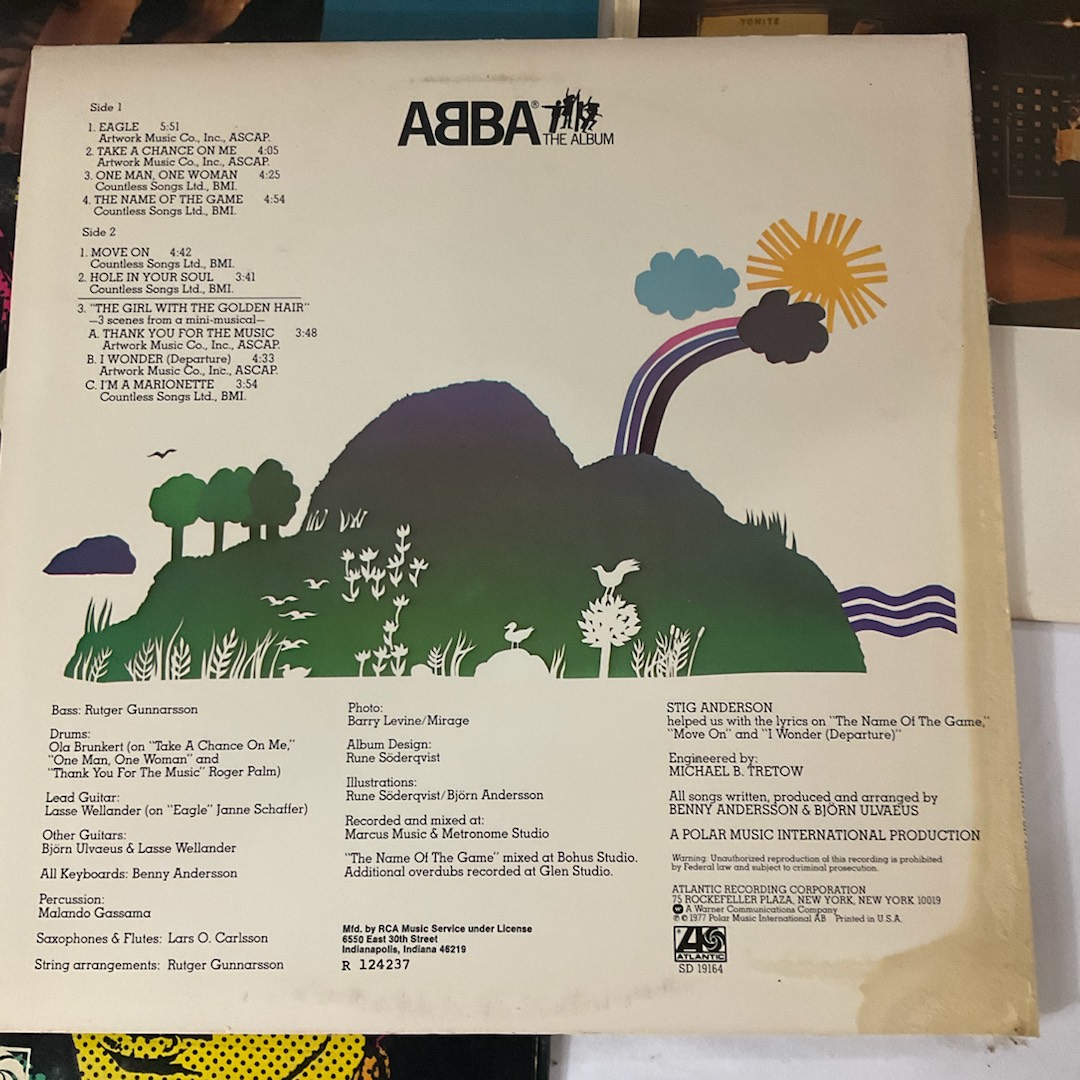 TONITE
ABBA®
THE ALBUM
Side 1
1. EAGLE 5:51
Artwork Music Co., Inc., ASCAP.
2. TAKE A CHANCE ON ME 4:05
Artwork Music Co., Inc., ASCAP.
3. ONE MAN, ONE WOMAN 4:25
Countless Songs Ltd., BMI.
4. THE NAME OF THE GAME 4:54
Countless Songs Ltd., BMI.
Side 2
1. MOVE ON 4:42
Countless Songs Ltd., BMI.
2. HOLE IN YOUR SOUL 3:41
Countless Songs Ltd., BMI.
3. "THE GIRL WITH THE GOLDEN HAIR"
—3 scenes from a mini-musical—
A. THANK YOU FOR THE MUSIC 3:48
Artwork Music Co., Inc., ASCAP.
B. I WONDER (Departure) 4:33
Artwork Music Co., Inc., ASCAP.
C. I'M A MARIONETTE 3:54
Countless Songs Ltd., BMI.
Bass: Rutger Gunnarsson
Drums:
Ola Brunkert (on "Take A Chance On Me,"
"One Man, One Woman" and
"Thank You For The Music" Roger Palm)
Lead Guitar:
Lasse Wellander (on "Eagle" Janne Schaffer)
Other Guitars:
Björn Ulvaeus & Lasse Wellander
All Keyboards: Benny Andersson
Percussion:
Malando Gassama
Saxophones & Flutes: Lars O. Carlsson
String arrangements: Rutger Gunnarsson
Photo:
Barry Levine/Mirage
Album Design:
Rune Söderqvist
Illustrations:
Rune Söderqvist/Björn Andersson
Recorded and mixed at:
Marcus Music & Metronome Studio
"The Name Of The Game" mixed at Bohus Studio.
Additional overdubs recorded at Glen Studio.
Mfd. by RCA Music Service under License
6550 East 30th Street
Indianapolis, Indiana 46219
R 124237
STIG ANDERSON
helped us with the lyrics on "The Name Of The Game,"
"Move On" and "I Wonder (Departure)"
Engineered by:
MICHAEL B. TRETOW
All songs written, produced and arranged by
BENNY ANDERSSON & BJÖRN ULVAEUS
A POLAR MUSIC INTERNATIONAL PRODUCTION
Warning: Unauthorized reproduction of this recording is prohibited
by Federal law and subject to criminal prosecution.
ATLANTIC RECORDING CORPORATION
75 ROCKEFELLER PLAZA, NEW YORK, NEW YORK 10019
A Warner Communications Company
℗ © 1977 Polar Music International AB Printed in U.S.A.
ATLANTIC
SD 19164